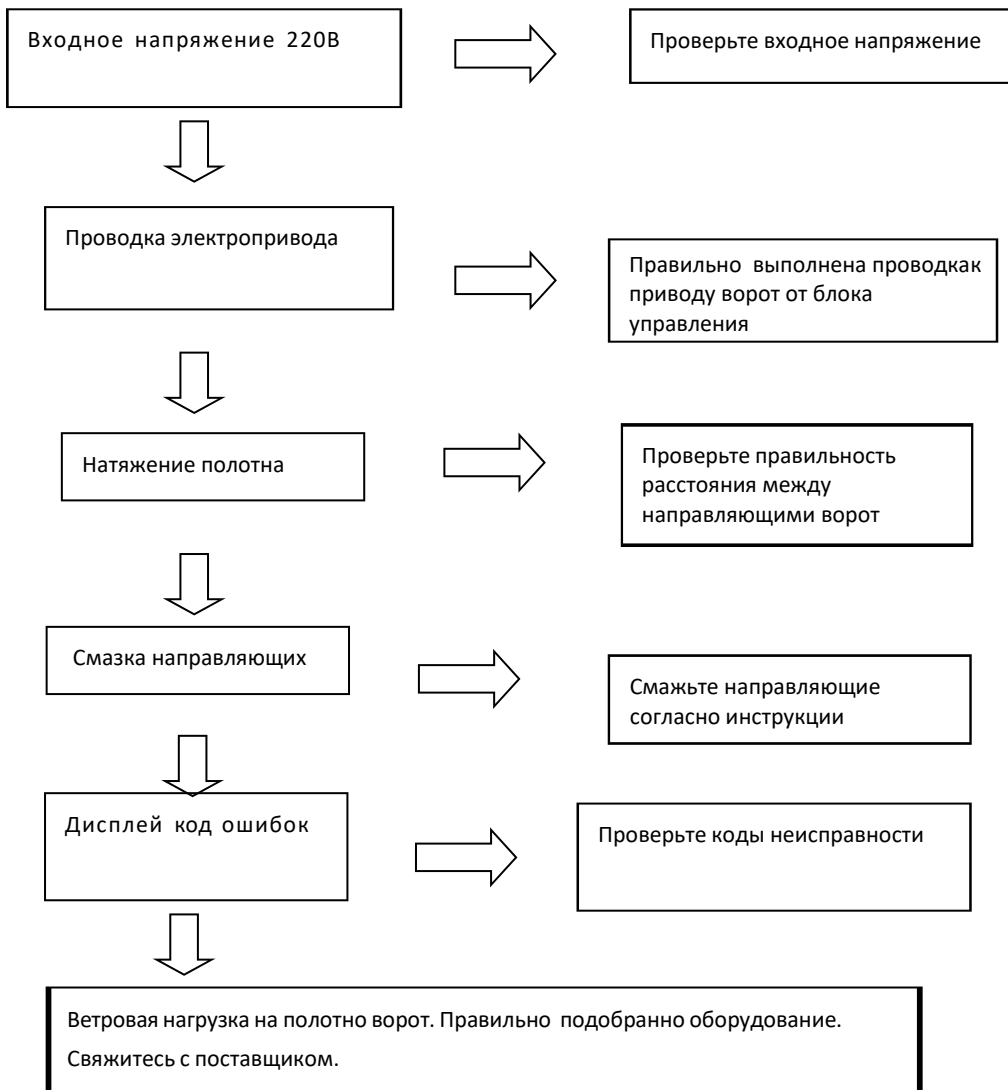 Входное напряжение 220В
Проверьте входное напряжение
Проводка электропривода
Правильно выполнена проводкак
приводу ворот от блока
управления
Натяжение полотна
Проверьте правильность
расстояния между
направляющими ворот
Смазка направляющих
Смажьте направляющие
согласно инструкции
Дисплей код ошибок
Проверьте коды неисправности
Ветровая нагрузка на полотно ворот. Правильно подобранно оборудование.
Свяжитесь с поставщиком.